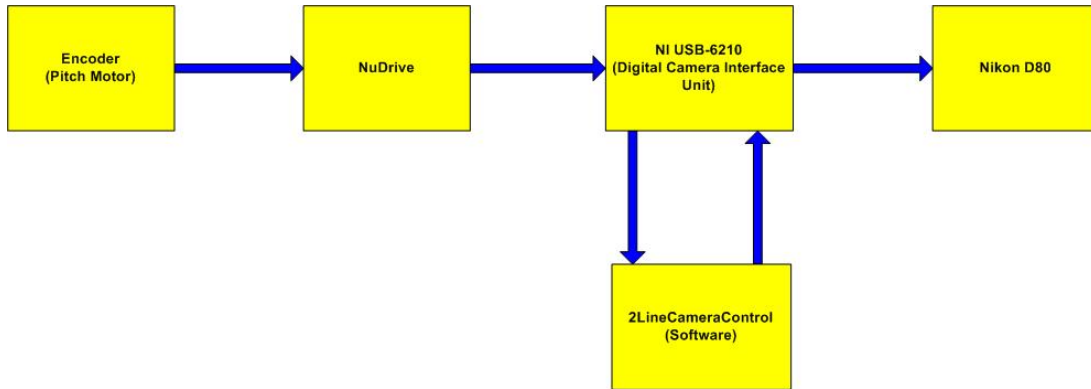 Encoder
(Pitch Motor)
NuDrive
NI USB-6210
(Digital Camera Interface
Unit)
Nikon D80
2LineCameraControl
(Software)